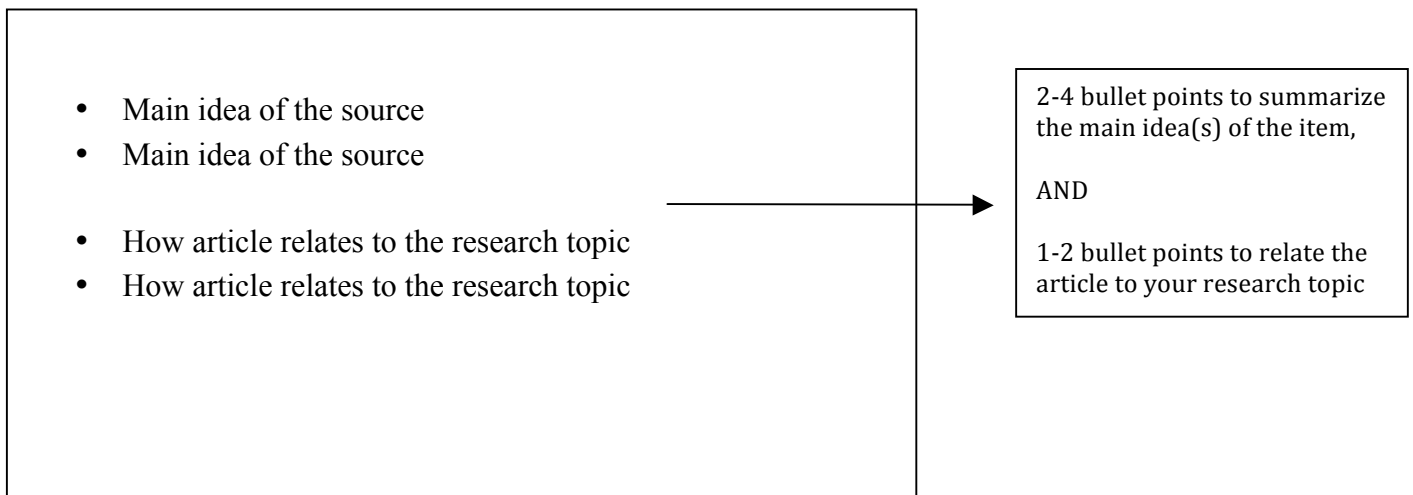 • Main idea of the source
• Main idea of the source
• How article relates to the research topic
• How article relates to the research topic
2-4 bullet points to summarize
the main idea(s) of the item,
AND
1-2 bullet points to relate the
article to your research topic